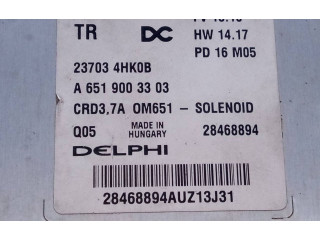 TR DC HW 14.17
PD 16 M05
23703 4HK0B
A 651 900 33 03
CRD3,7A OM651 - SOLENOID
Q05 MADE IN HUNGARY 28468894
DELPHI
28468894AUZ13J31